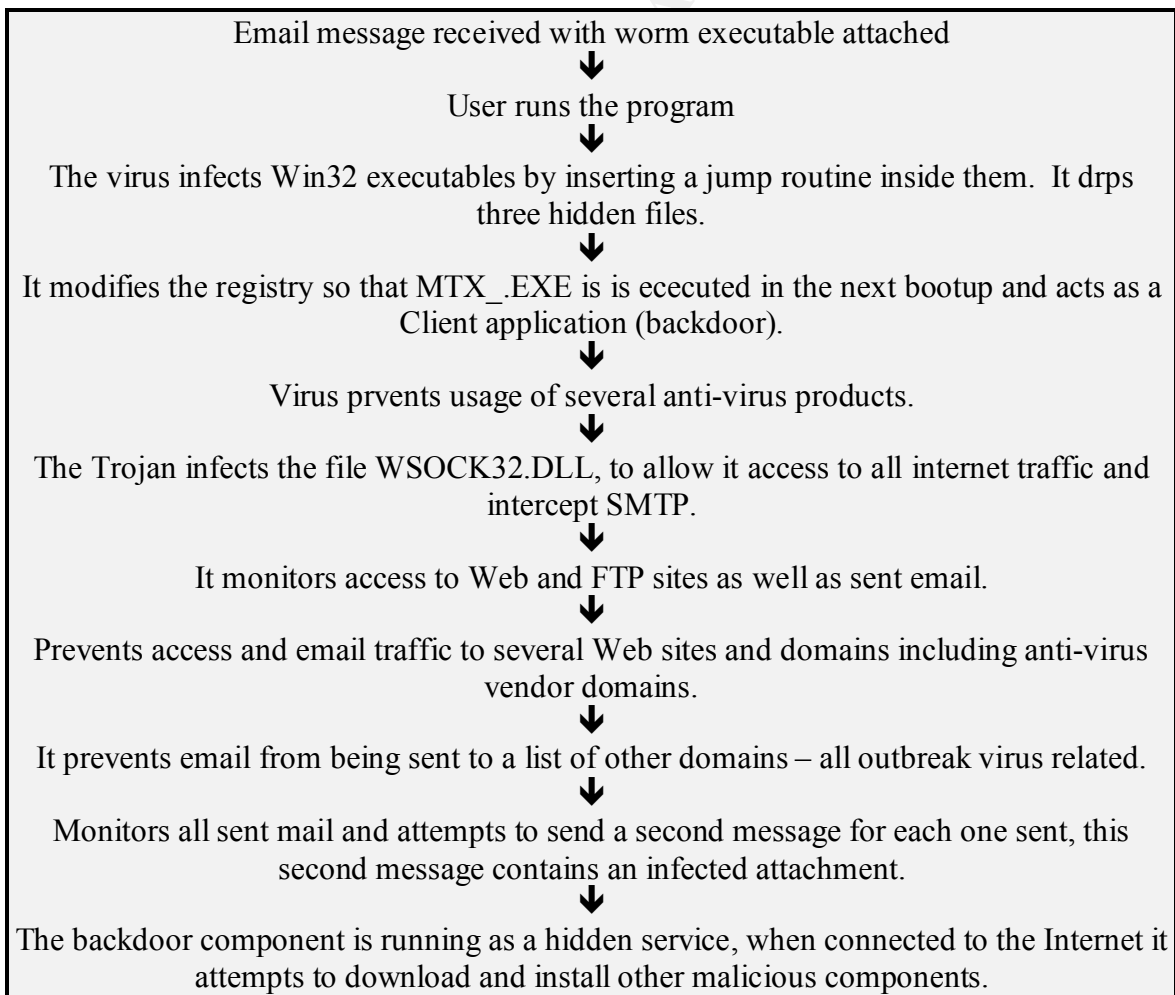 Email message received with worm executable attached
User runs the program
The virus infects Win32 executables by inserting a jump routine inside them. It drps
three hidden files.
It modifies the registry so that MTX_.EXE is is ececuted in the next bootup and acts as a
Client application (backdoor).
Virus prvents usage of several anti-virus products.
The Trojan infects the file WSOCK32.DLL, to allow it access to all internet traffic and
intercept SMTP.
It monitors access to Web and FTP sites as well as sent email.
Prevents access and email traffic to several Web sites and domains including anti-virus
vendor domains.
It prevents email from being sent to a list of other domains – all outbreak virus related.
Monitors all sent mail and attempts to send a second message for each one sent, this
second message contains an infected attachment.
The backdoor component is running as a hidden service, when connected to the Internet it
attempts to download and install other malicious components.